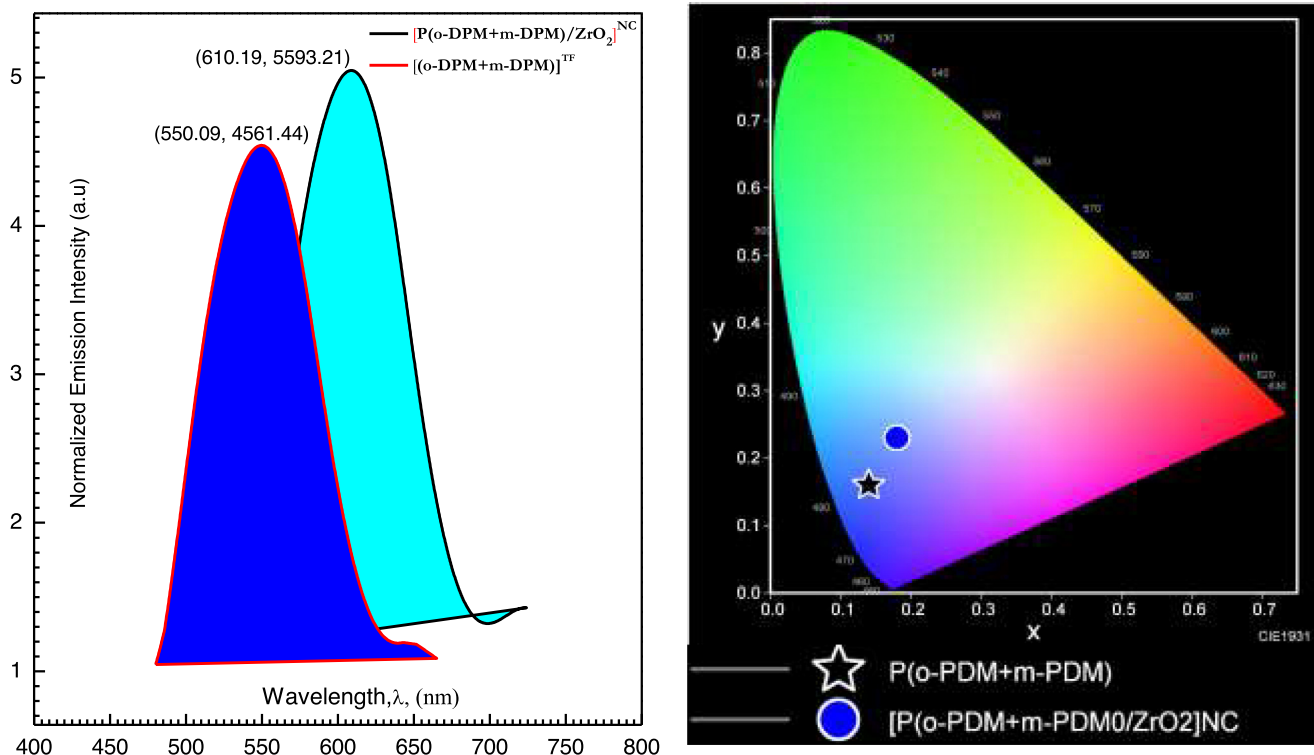 [P(o-DPM+m-DPM)/ZrO2]NC
[(o-DPM+m-DPM)]TF
(610.19, 5593.21)
(550.09, 4561.44)
Normalized Emission Intensity (a.u)
5
4
3
2
1
Wavelength,λ, (nm)
400 450 500 550 600 650 700 750 800
y
0.8
0.7
0.6
0.5
0.4
0.3
0.2
0.1
0.0
530
540
560
570
590
600
610
620
630
490
480
470
460
0.0 0.1 0.2 0.3 0.4 0.5 0.6 0.7
x
CIE1931
P(o-PDM+m-PDM)
[P(o-PDM+m-PDM0/ZrO2]NC